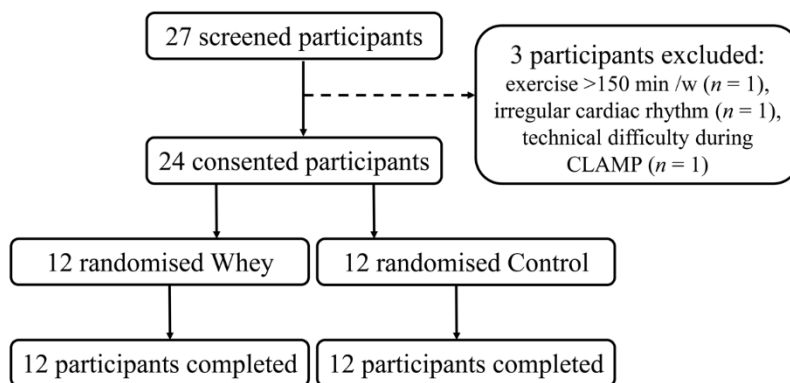 27 screened participants
3 participants excluded:
exercise >150 min /w (n = 1),
irregular cardiac rhythm (n = 1),
technical difficulty during
CLAMP (n = 1)
24 consented participants
12 randomised Whey
12 randomised Control
12 participants completed
12 participants completed